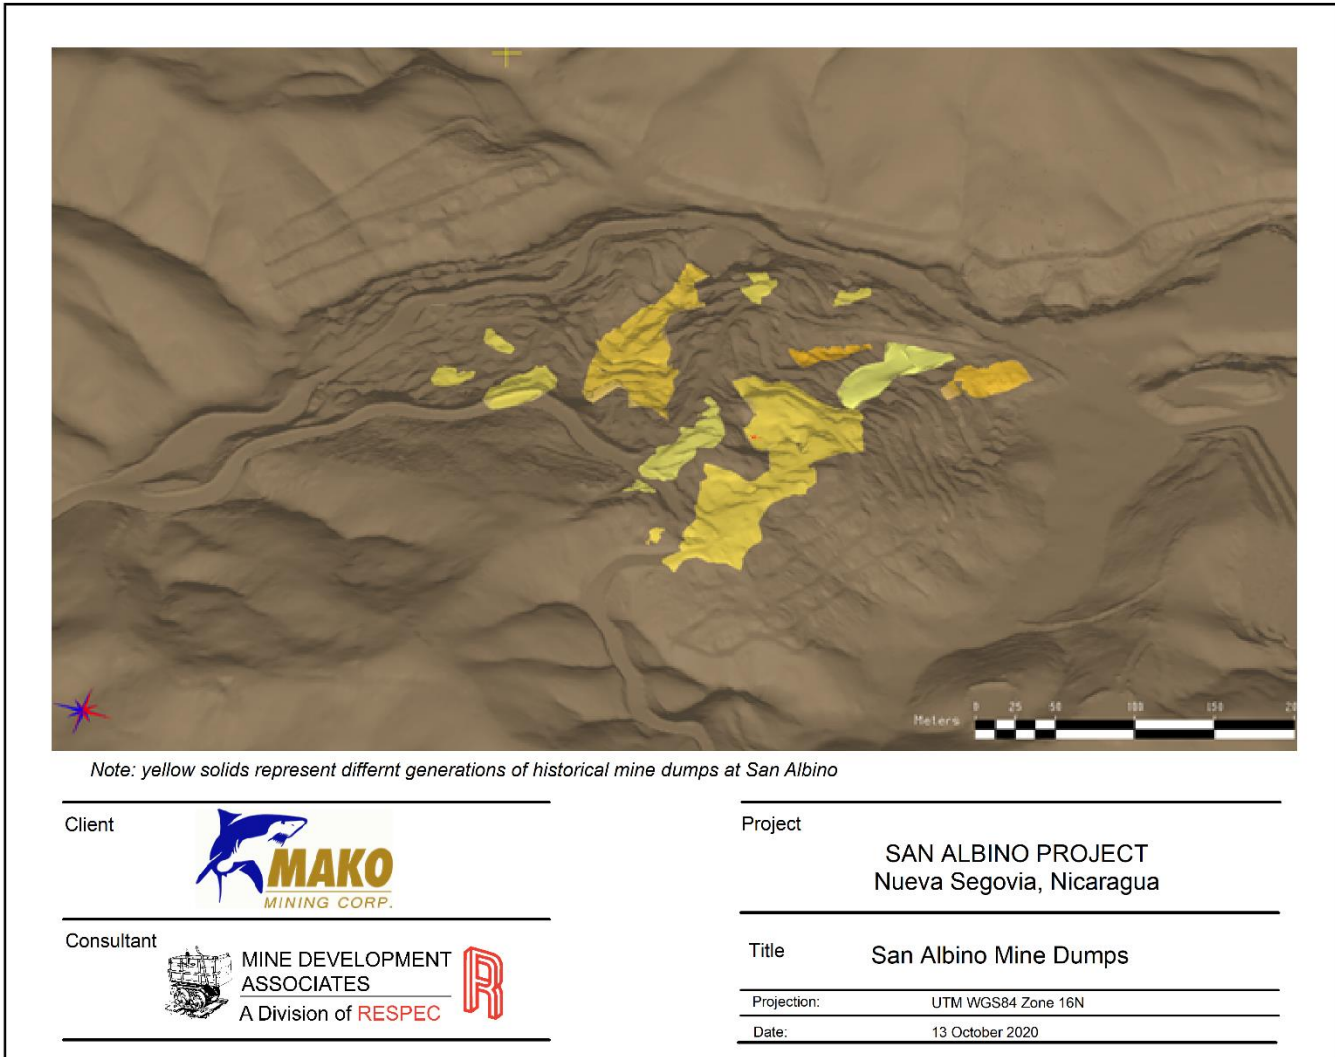 Meters 0 25 50 100 150 20
Note: yellow solids represent differnt generations of historical mine dumps at San Albino
Client
MAKO
MINING CORP.
Consultant
MINE DEVELOPMENT
ASSOCIATES
A Division of RESPEC
R
Project
SAN ALBINO PROJECT
Nueva Segovia, Nicaragua
Title San Albino Mine Dumps
Projection: UTM WGS84 Zone 16N
Date: 13 October 2020